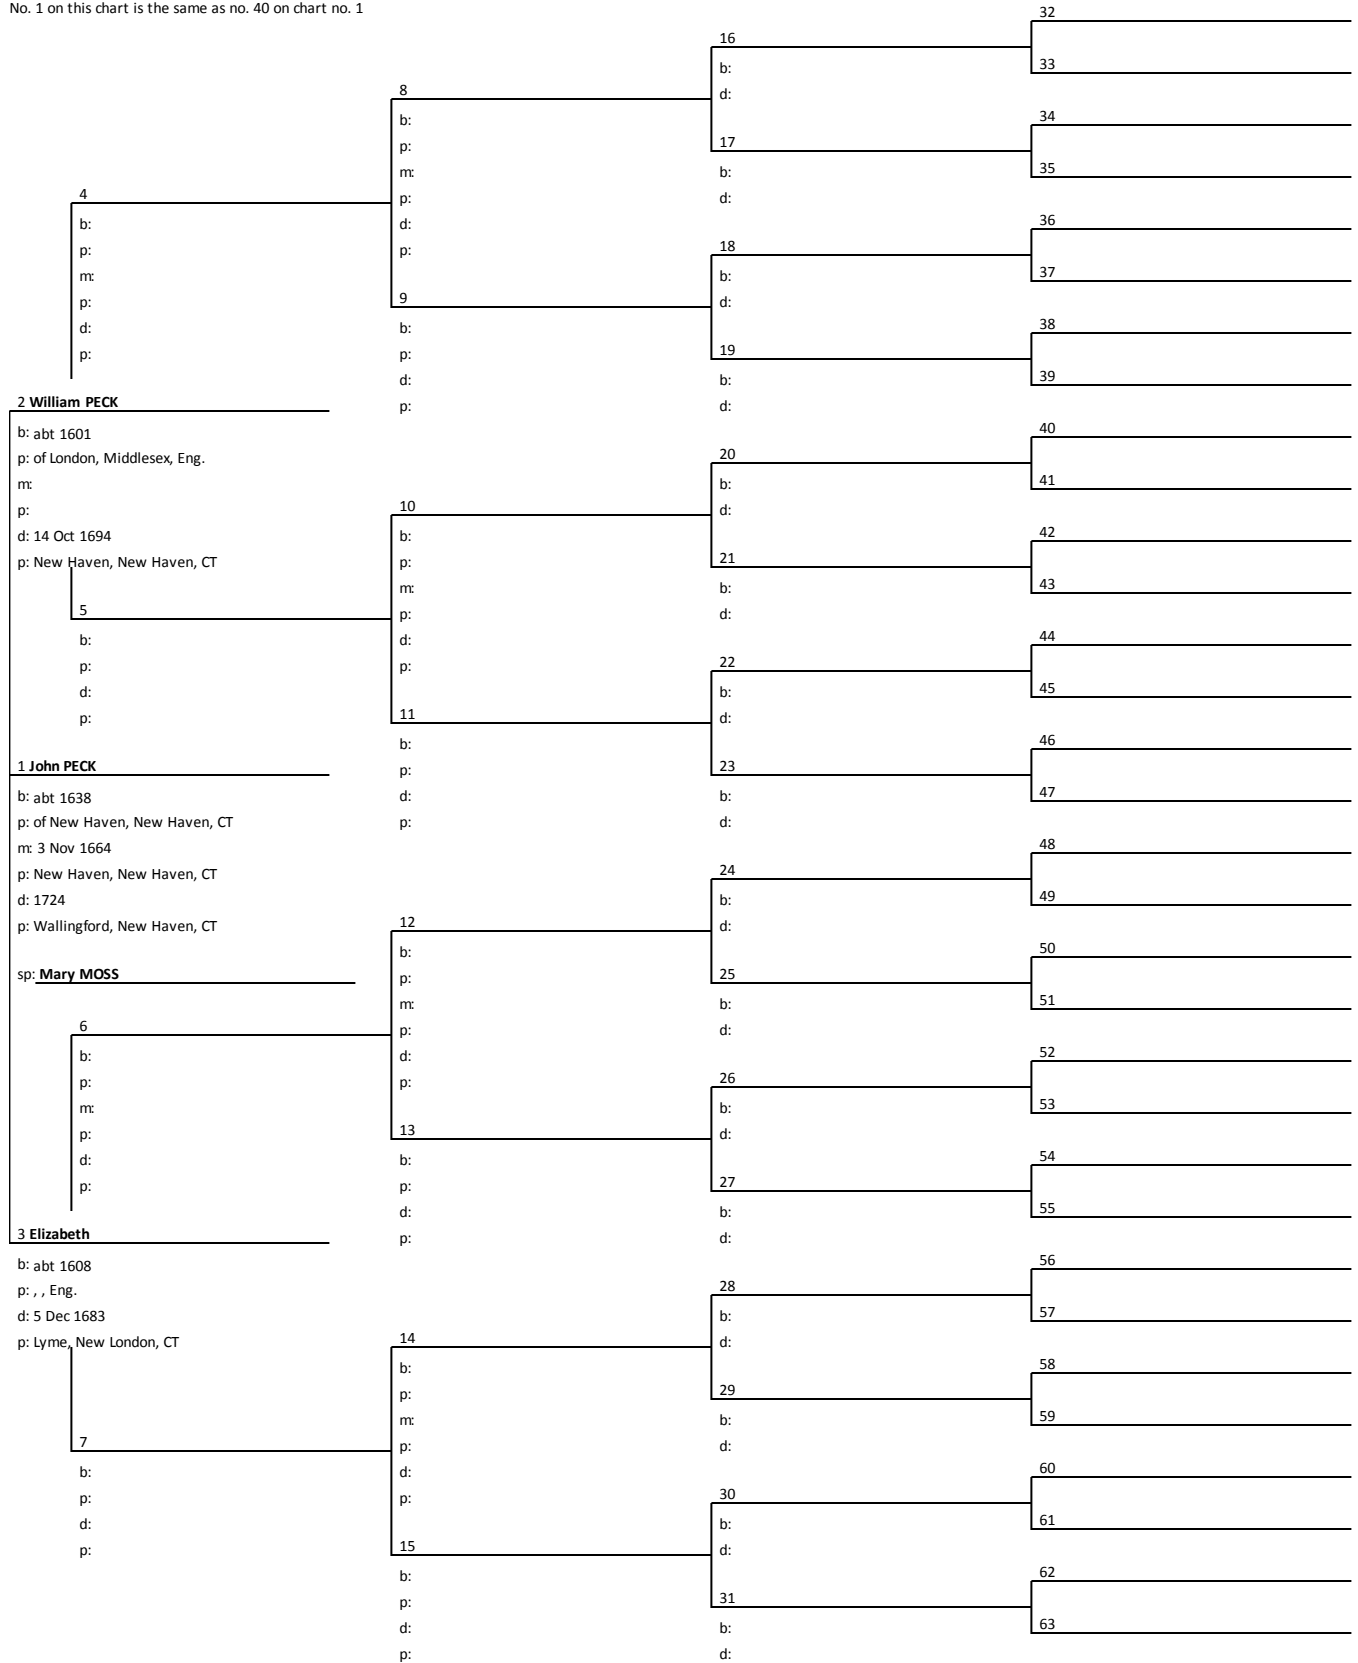 No. 1 on this chart is the same as no. 40 on chart no. 1
4
b:
p:
m:
p:
d:
p:
2 William PECK
b: abt 1601
p: of London, Middlesex, Eng.
m:
p:
d: 14 Oct 1694
p: New Haven, New Haven, CT
5
b:
p:
d:
p:
1 John PECK
b: abt 1638
p: of New Haven, New Haven, CT
m: 3 Nov 1664
p: New Haven, New Haven, CT
d: 1724
p: Wallingford, New Haven, CT
sp: Mary MOSS
6
b:
p:
m:
p:
d:
p:
3 Elizabeth
b: abt 1608
p: , , Eng.
d: 5 Dec 1683
p: Lyme, New London, CT
7
b:
p:
d:
p:
8
b:
p:
m:
p:
d:
p:
9
b:
p:
d:
p:
10
b:
p:
m:
p:
d:
p:
11
b:
p:
d:
p:
12
b:
p:
m:
p:
d:
p:
13
b:
p:
d:
p:
14
b:
p:
m:
p:
d:
p:
15
b:
p:
d:
p:
16
b:
d:
17
b:
d:
18
b:
d:
19
b:
d:
20
b:
d:
21
b:
d:
22
b:
d:
23
b:
d:
24
b:
d:
25
b:
d:
26
b:
d:
27
b:
d:
28
b:
d:
29
b:
d:
30
b:
d:
31
b:
d:
32
33
34
35
36
37
38
39
40
41
42
43
44
45
46
47
48
49
50
51
52
53
54
55
56
57
58
59
60
61
62
63